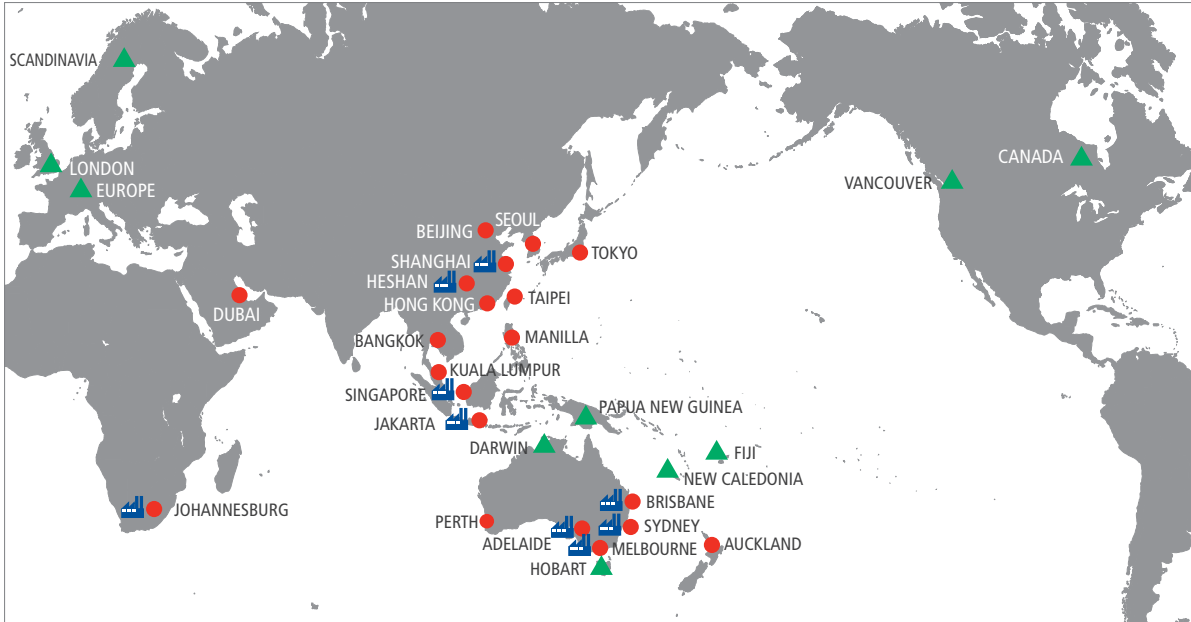 SCANDINAVIA
LONDON
EUROPE
CANADA
VANCOUVER
SEOUL
BEIJING
TOKYO
SHANGHAI
HESHAN
HONG KONG
TAIPEI
DUBAI
BANGKOK
MANILLA
KUALA LUMPUR
SINGAPORE
PAPUA NEW GUINEA
JAKARTA
DARWIN
FIJI
NEW CALEDONIA
BRISBANE
JOHANNESBURG
PERTH
SYDNEY
ADELAIDE
MELBOURNE
AUCKLAND
HOBART